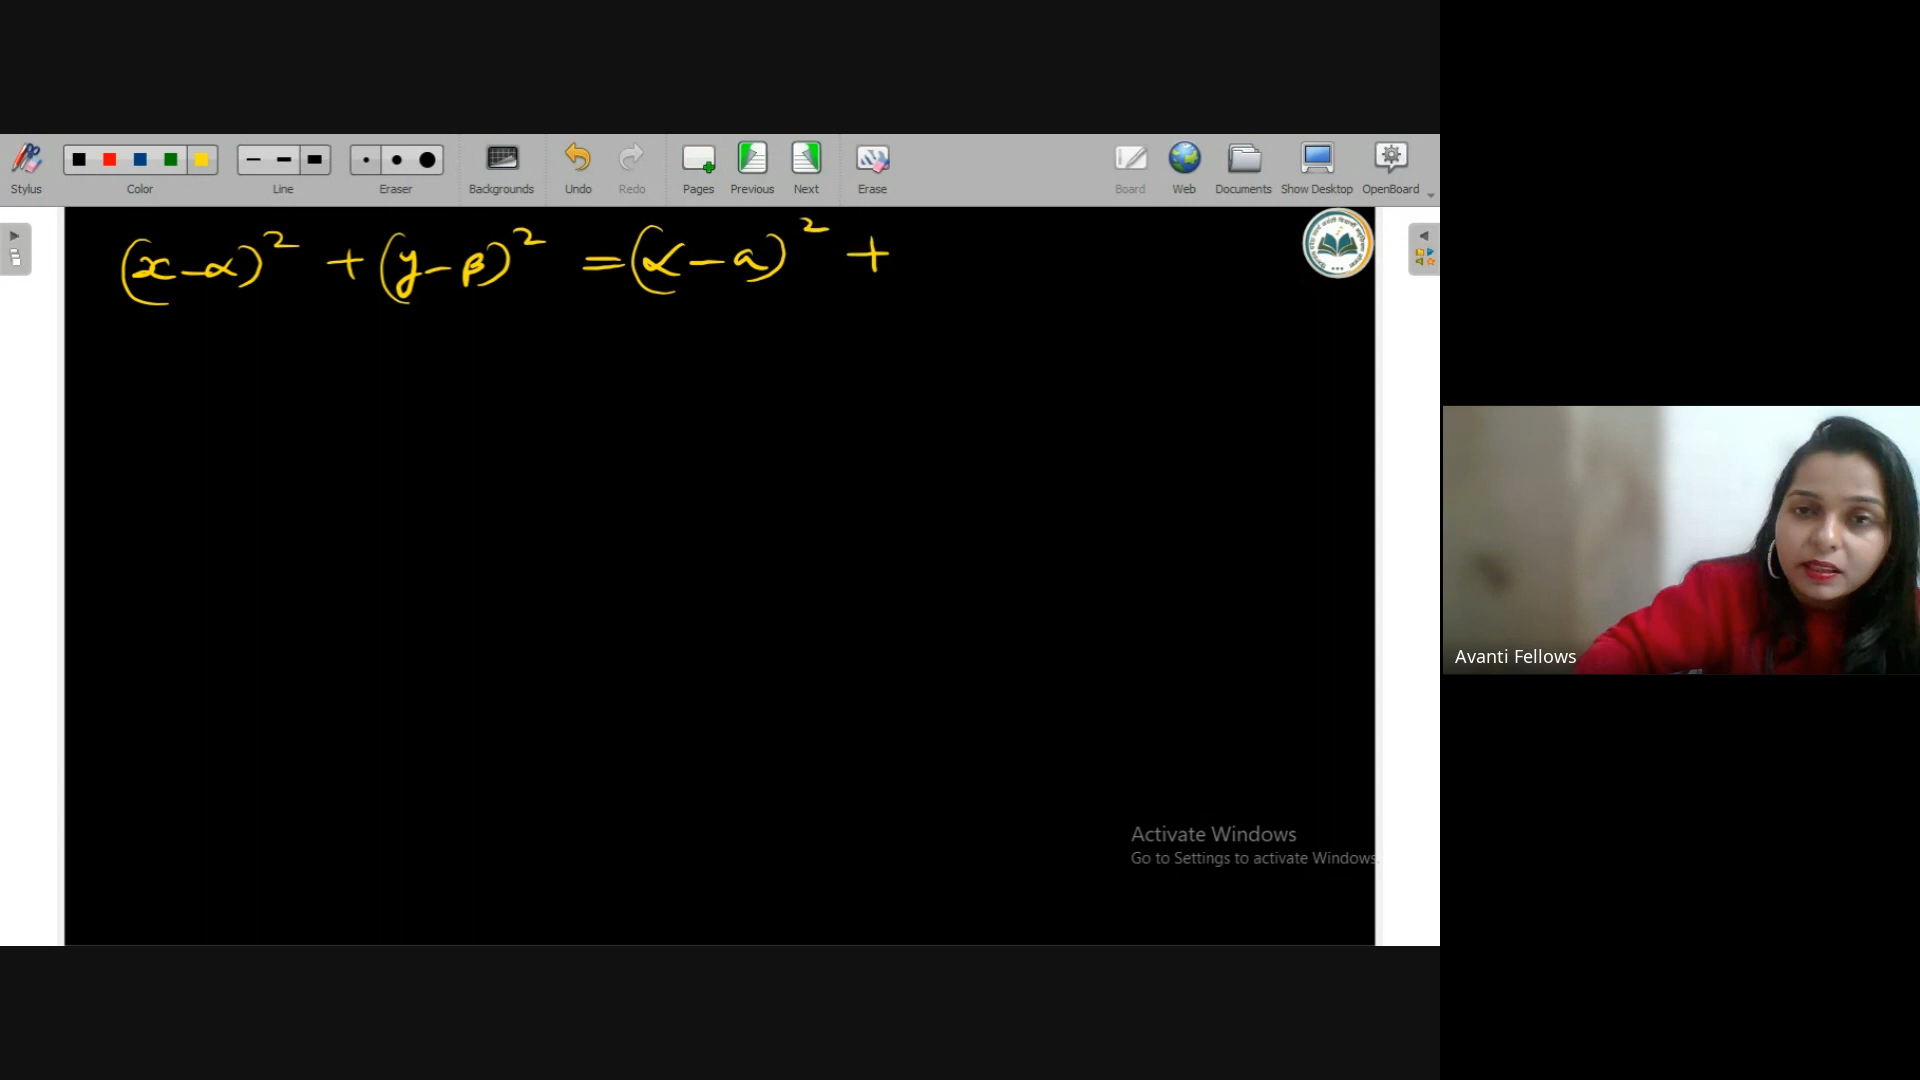 Stylus Color Line Eraser Backgrounds Undo Redo Pages Previous Next Erase Board Web Documents Show Desktop OpenBoard
(x-α)² + (y-β)² = (α-a)² +
Avanti Fellows
Activate Windows
Go to Settings to activate Windows.